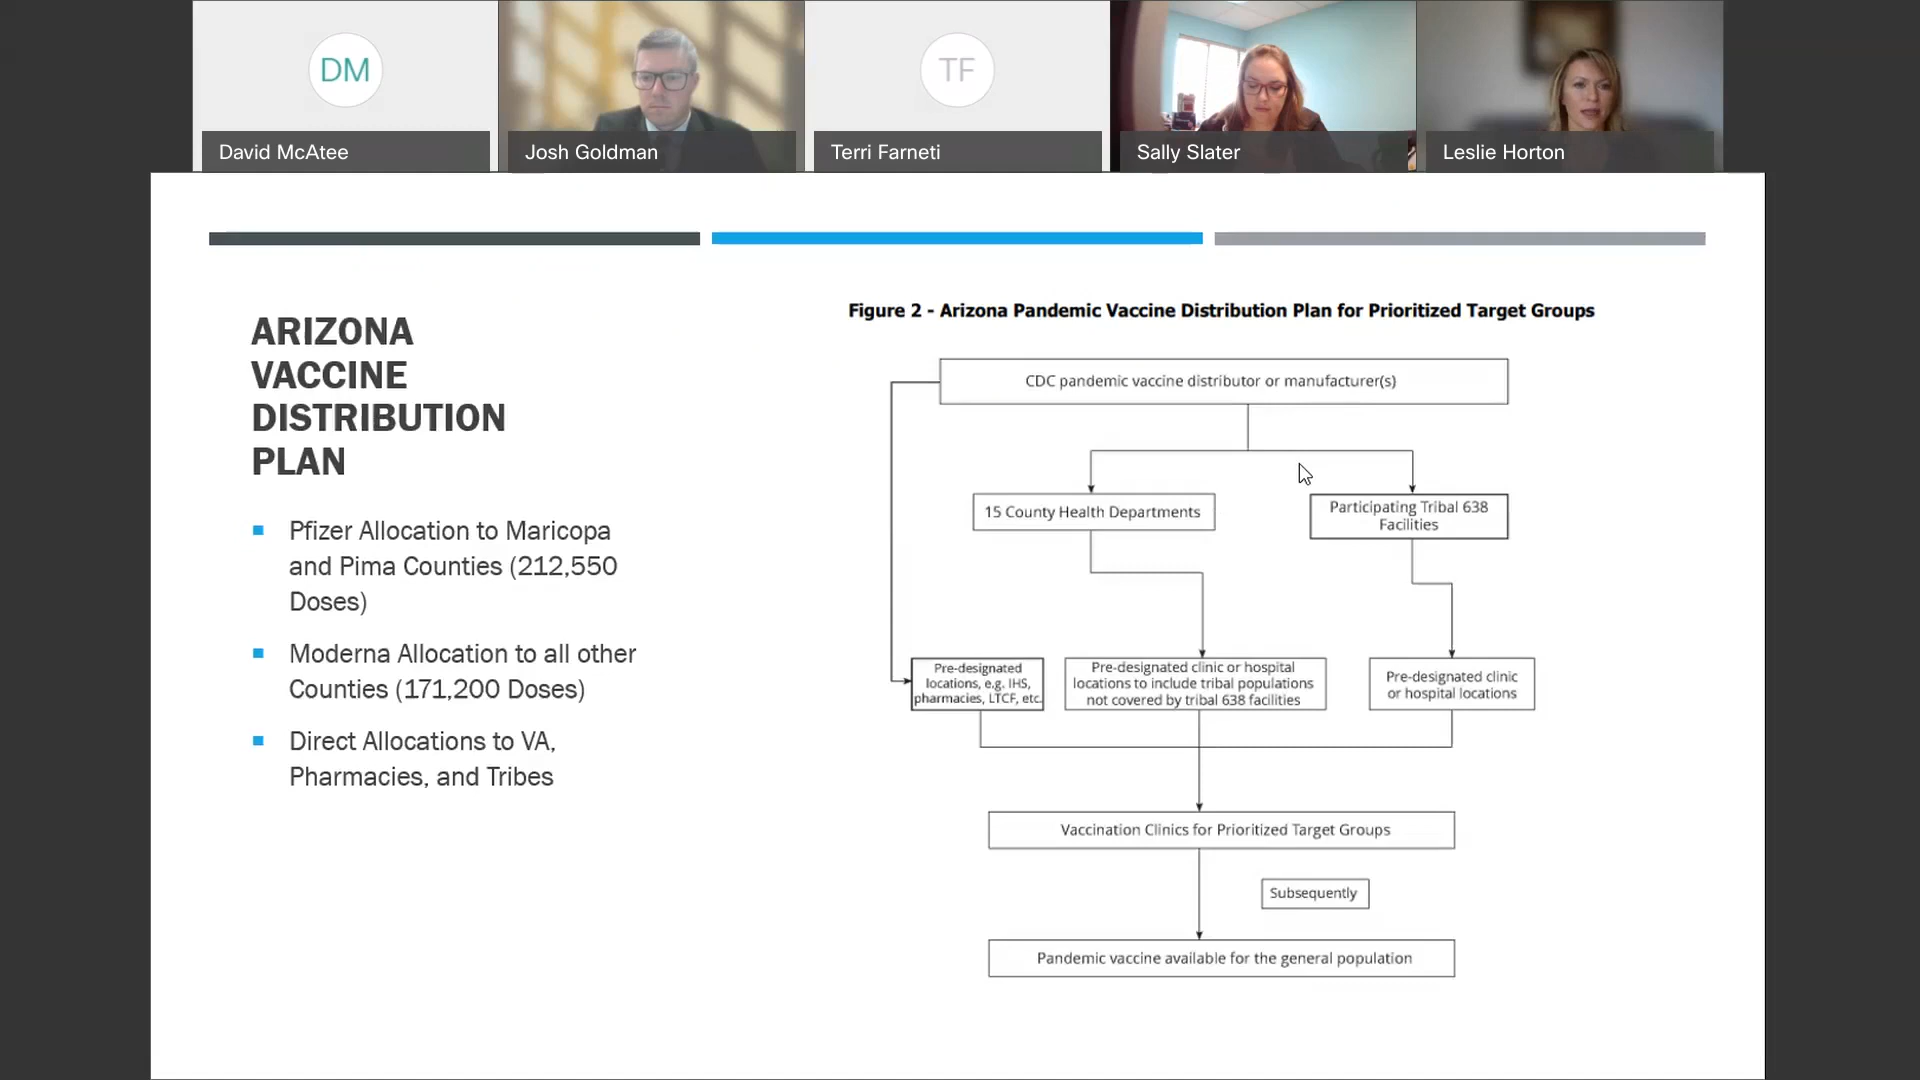 DM
TF
David McAtee
Josh Goldman
Terri Farneti
Sally Slater
Leslie Horton
ARIZONA
VACCINE
DISTRIBUTION
PLAN
Pfizer Allocation to Maricopa
and Pima Counties (212,550
Doses)
Moderna Allocation to all other
Counties (171,200 Doses)
Direct Allocations to VA,
Pharmacies, and Tribes
Figure 2 - Arizona Pandemic Vaccine Distribution Plan for Prioritized Target Groups
CDC pandemic vaccine distributor or manufacturer(s)
15 County Health Departments
Participating Tribal 638
Facilities
Pre-designated
locations, e.g. IHS,
pharmacies, LTCF, etc.
Pre-designated clinic or hospital
locations to include tribal populations
not covered by tribal 638 facilities
Pre-designated clinic
or hospital locations
Vaccination Clinics for Prioritized Target Groups
Subsequently
Pandemic vaccine available for the general population